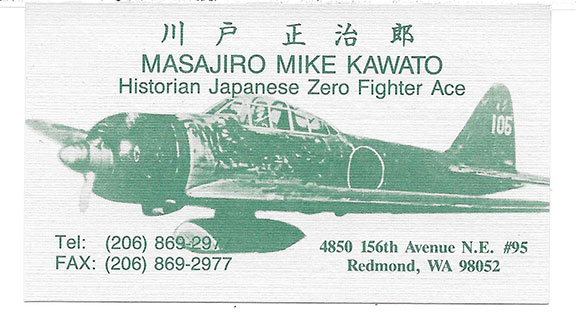 川戸正治郎
MASAJIRO MIKE KAWATO
Historian Japanese Zero Fighter Ace
106
Tel: (206) 869-2977
FAX: (206) 869-2977
4850 156th Avenue N.E. #95
Redmond, WA 98052